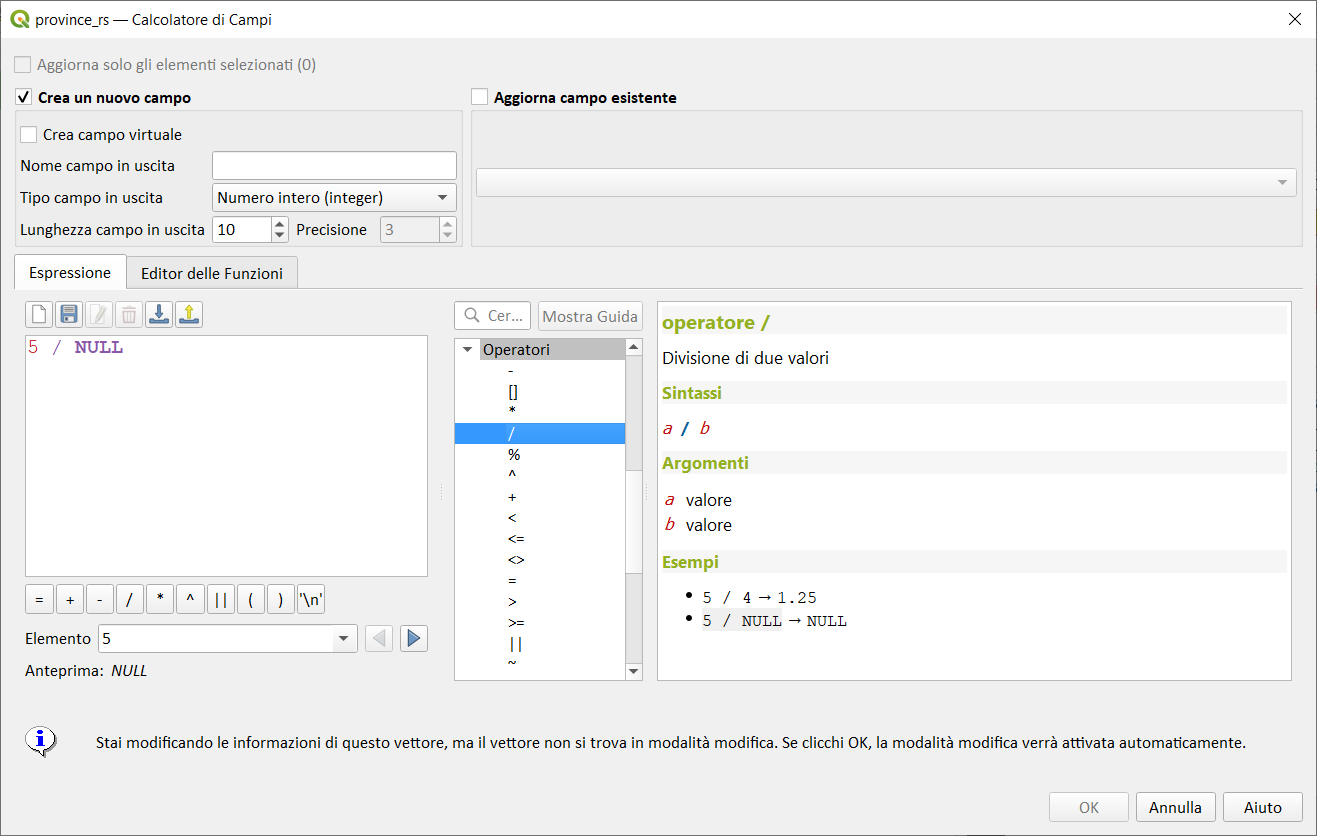 province_rs — Calcolatore di Campi
Aggiorna solo gli elementi selezionati (0)
Crea un nuovo campo
Aggiorna campo esistente
Crea campo virtuale
Nome campo in uscita
Tipo campo in uscita Numero intero (integer)
Lunghezza campo in uscita 10 Precisione 3
Espressione Editor delle Funzioni
Cer... Mostra Guida
5 / NULL
= + - / * ^ || ( ) '\n'
Elemento 5
Anteprima: NULL
Operatori
-
[]
*
/
%
^
+
<
<=
<>
=
>
>=
||
~
operatore /
Divisione di due valori
Sintassi
a / b
Argomenti
a valore
b valore
Esempi
• 5 / 4 → 1.25
• 5 / NULL → NULL
Stai modificando le informazioni di questo vettore, ma il vettore non si trova in modalità modifica. Se clicchi OK, la modalità modifica verrà attivata automaticamente.
OK Annulla Aiuto